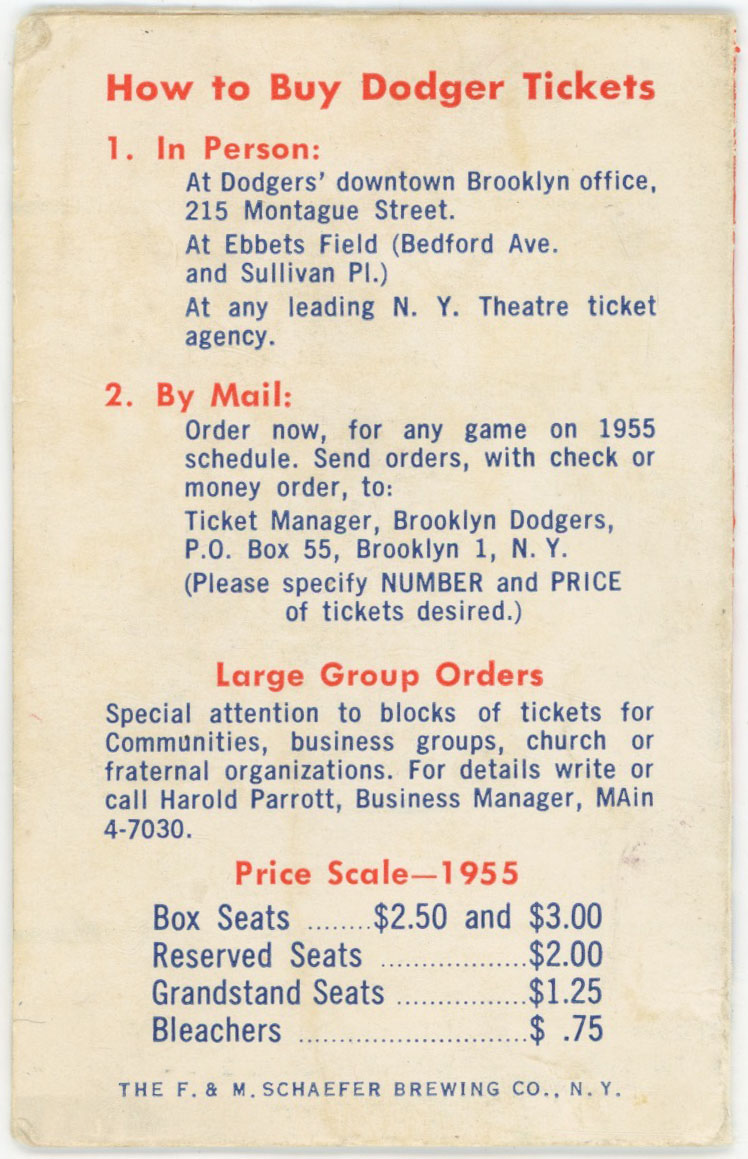 How to Buy Dodger Tickets
1. In Person:
At Dodgers' downtown Brooklyn office,
215 Montague Street.
At Ebbets Field (Bedford Ave.
and Sullivan Pl.)
At any leading N. Y. Theatre ticket
agency.
2. By Mail:
Order now, for any game on 1955
schedule. Send orders, with check or
money order, to:
Ticket Manager, Brooklyn Dodgers,
P.O. Box 55, Brooklyn 1, N. Y.
(Please specify NUMBER and PRICE
of tickets desired.)
Large Group Orders
Special attention to blocks of tickets for
Communities, business groups, church or
fraternal organizations. For details write or
call Harold Parrott, Business Manager, MAin
4-7030.
Price Scale—1955
Box Seats ........$2.50 and $3.00
Reserved Seats ..................$2.00
Grandstand Seats ................$1.25
Bleachers ............................$ .75
THE F. & M. SCHAEFER BREWING CO., N. Y.